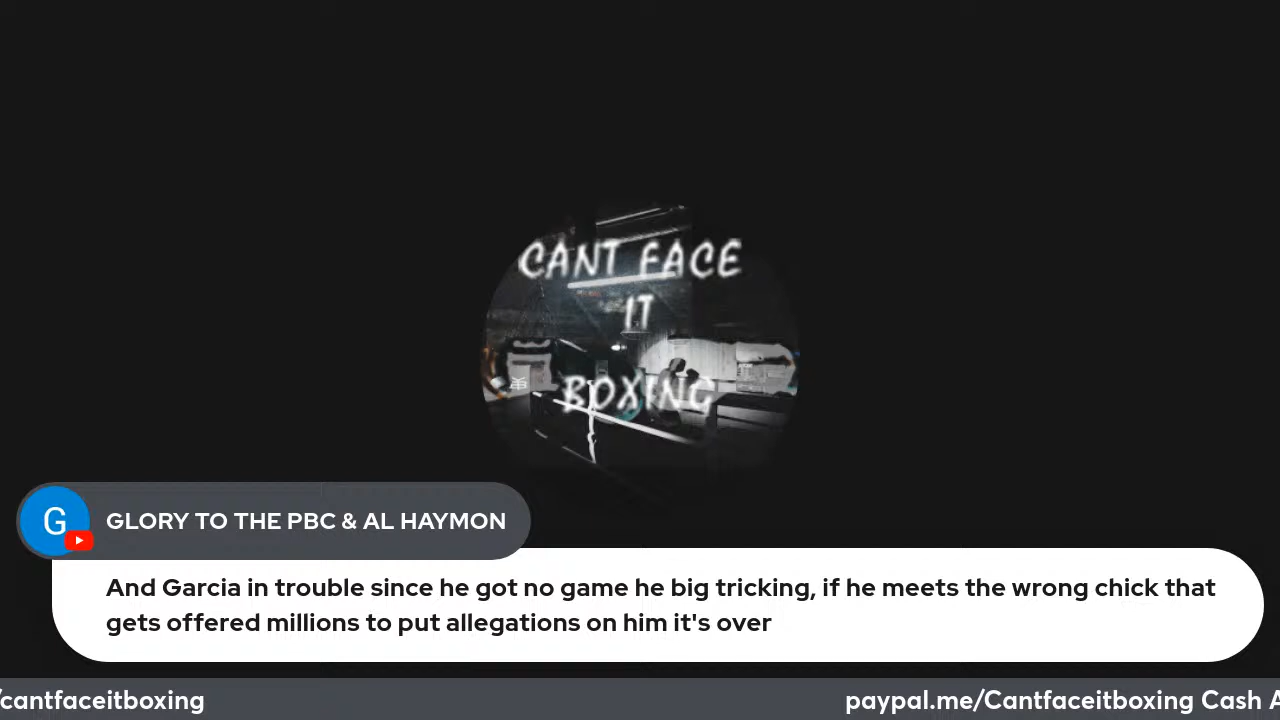 CANT FACE
IT
BOXING
G
GLORY TO THE PBC & AL HAYMON
And Garcia in trouble since he got no game he big tricking, if he meets the wrong chick that
gets offered millions to put allegations on him it's over
/cantfaceitboxing
paypal.me/Cantfaceitboxing Cash A